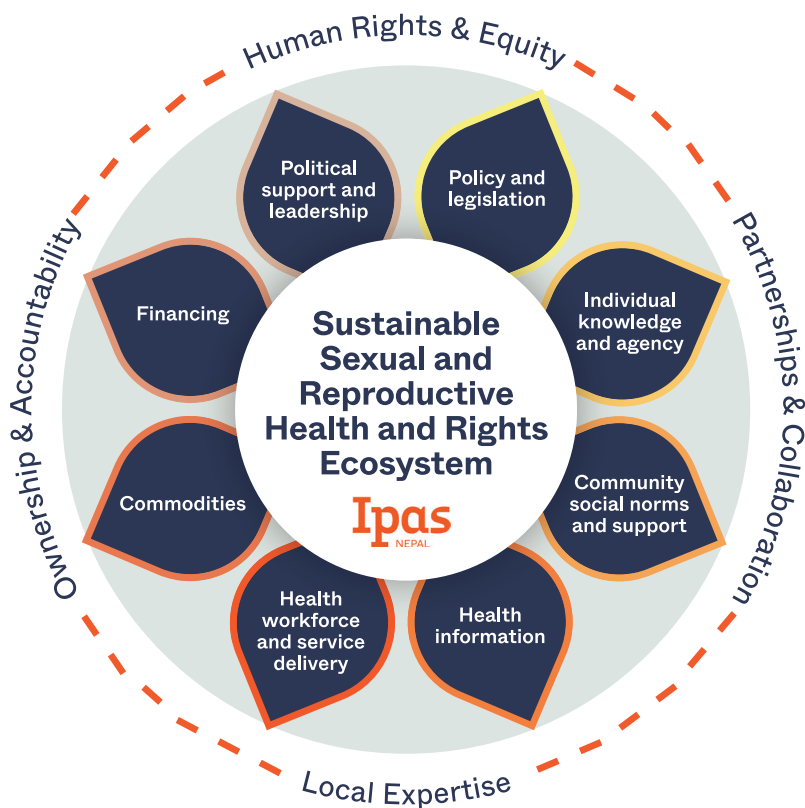 Human Rights & Equity
Political
support and
leadership
Policy and
legislation
Financing
Individual
knowledge
and agency
Sustainable
Sexual and
Reproductive
Health and Rights
Ecosystem
Ipas
NEPAL
Commodities
Community
social norms
and support
Health
workforce
and service
delivery
Health
information
Ownership & Accountability
Partnerships & Collaboration
Local Expertise